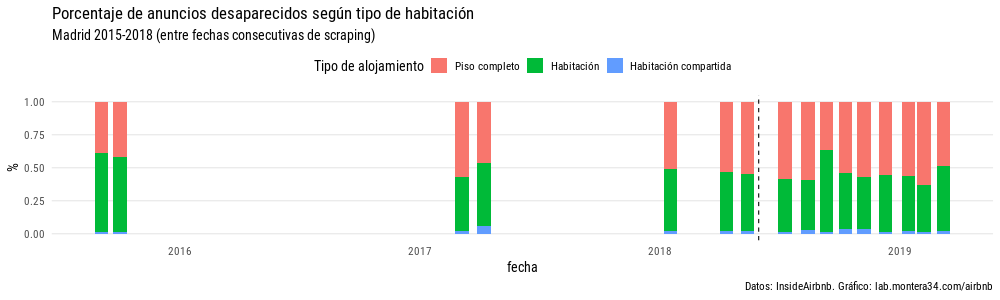 Porcentaje de anuncios desaparecidos según tipo de habitación
Madrid 2015-2018 (entre fechas consecutivas de scraping)
Tipo de alojamiento Piso completo Habitación Habitación compartida
1.00
0.75
0.50
0.25
0.00
%
2016 2017 2018 2019
fecha
Datos: InsideAirbnb. Gráfico: lab.montera34.com/airbnb